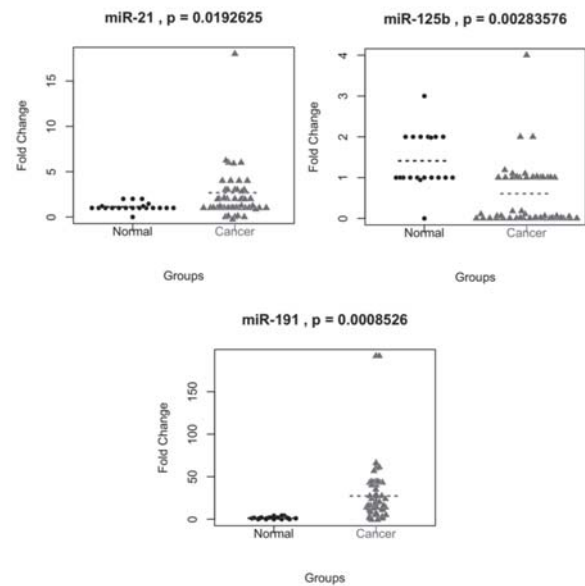 miR-21 , p = 0.0192625
Fold Change
15
10
5
0
Normal
Cancer
Groups
miR-125b , p = 0.00283576
Fold Change
4
3
2
1
0
Normal
Cancer
Groups
miR-191 , p = 0.0008526
Fold Change
150
100
50
0
Normal
Cancer
Groups